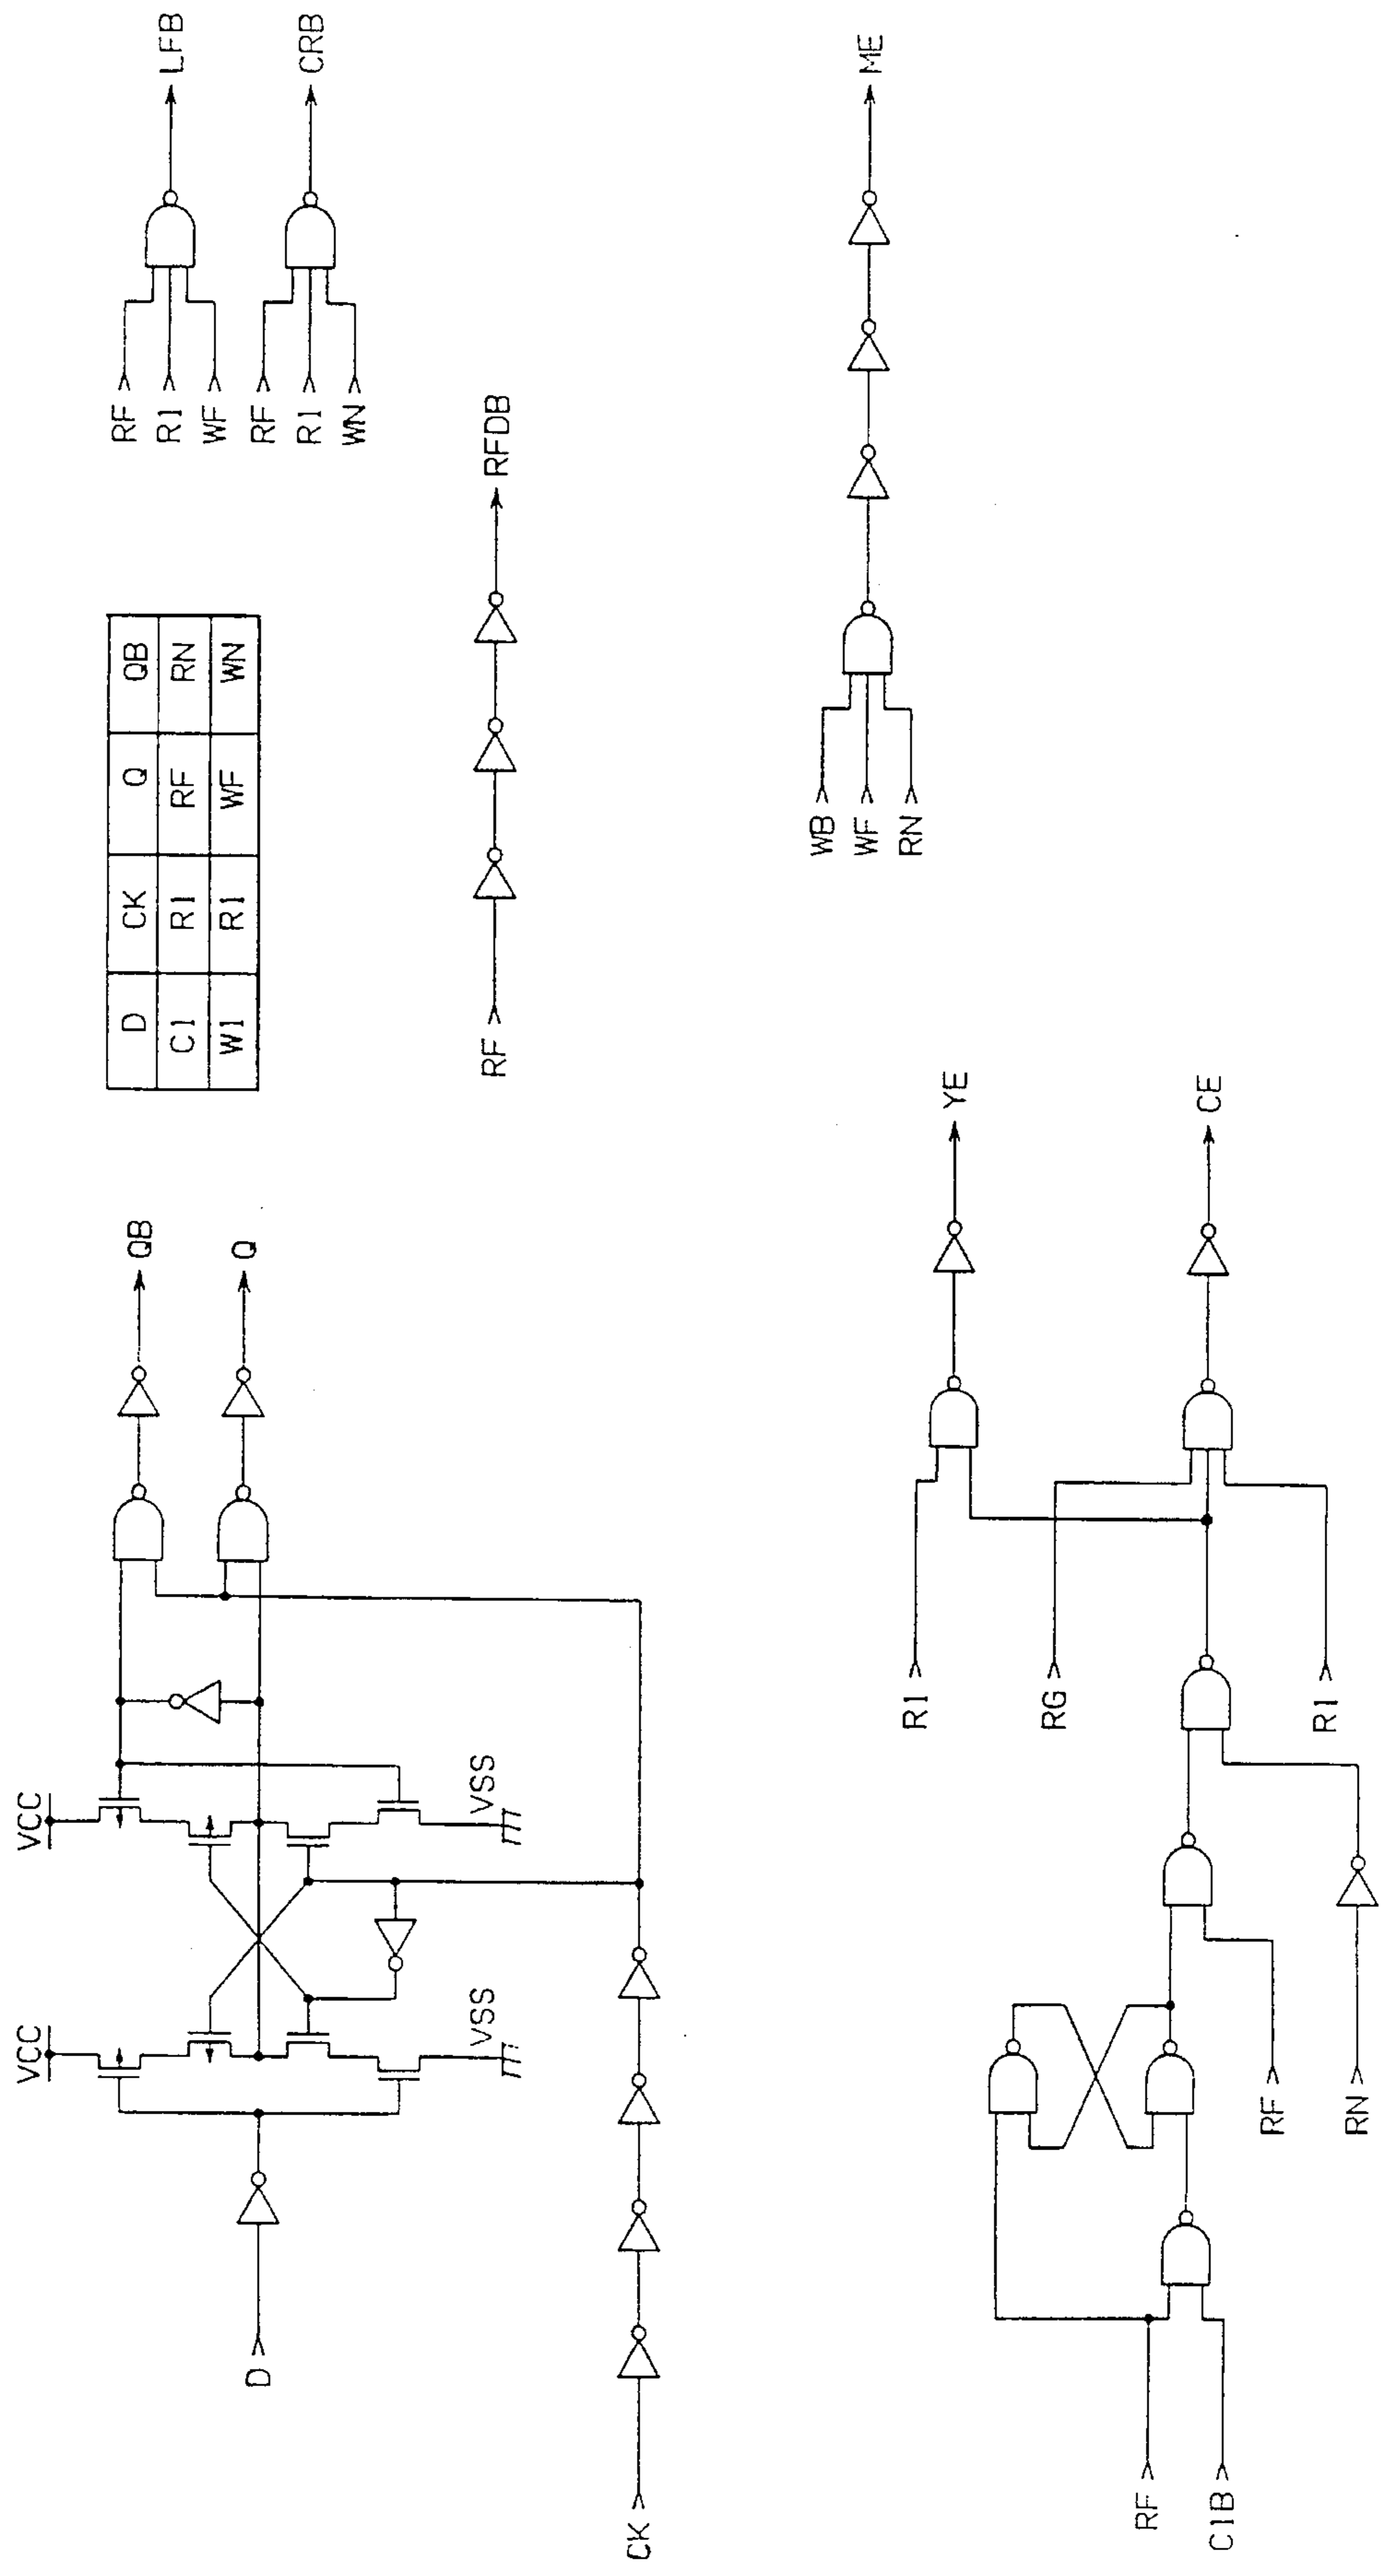 VCC
VCC
D
QB
Q
VSS
VSS
CK
D CK Q QB
C1 R1 RF RN
W1 R1 WF WN
RF
R1
WF
LFB
RF
R1
WN
CRB
RF
RFDB
WB
WF
RN
ME
R1
YE
RG
CE
R1
RF
RN
RF
C1B